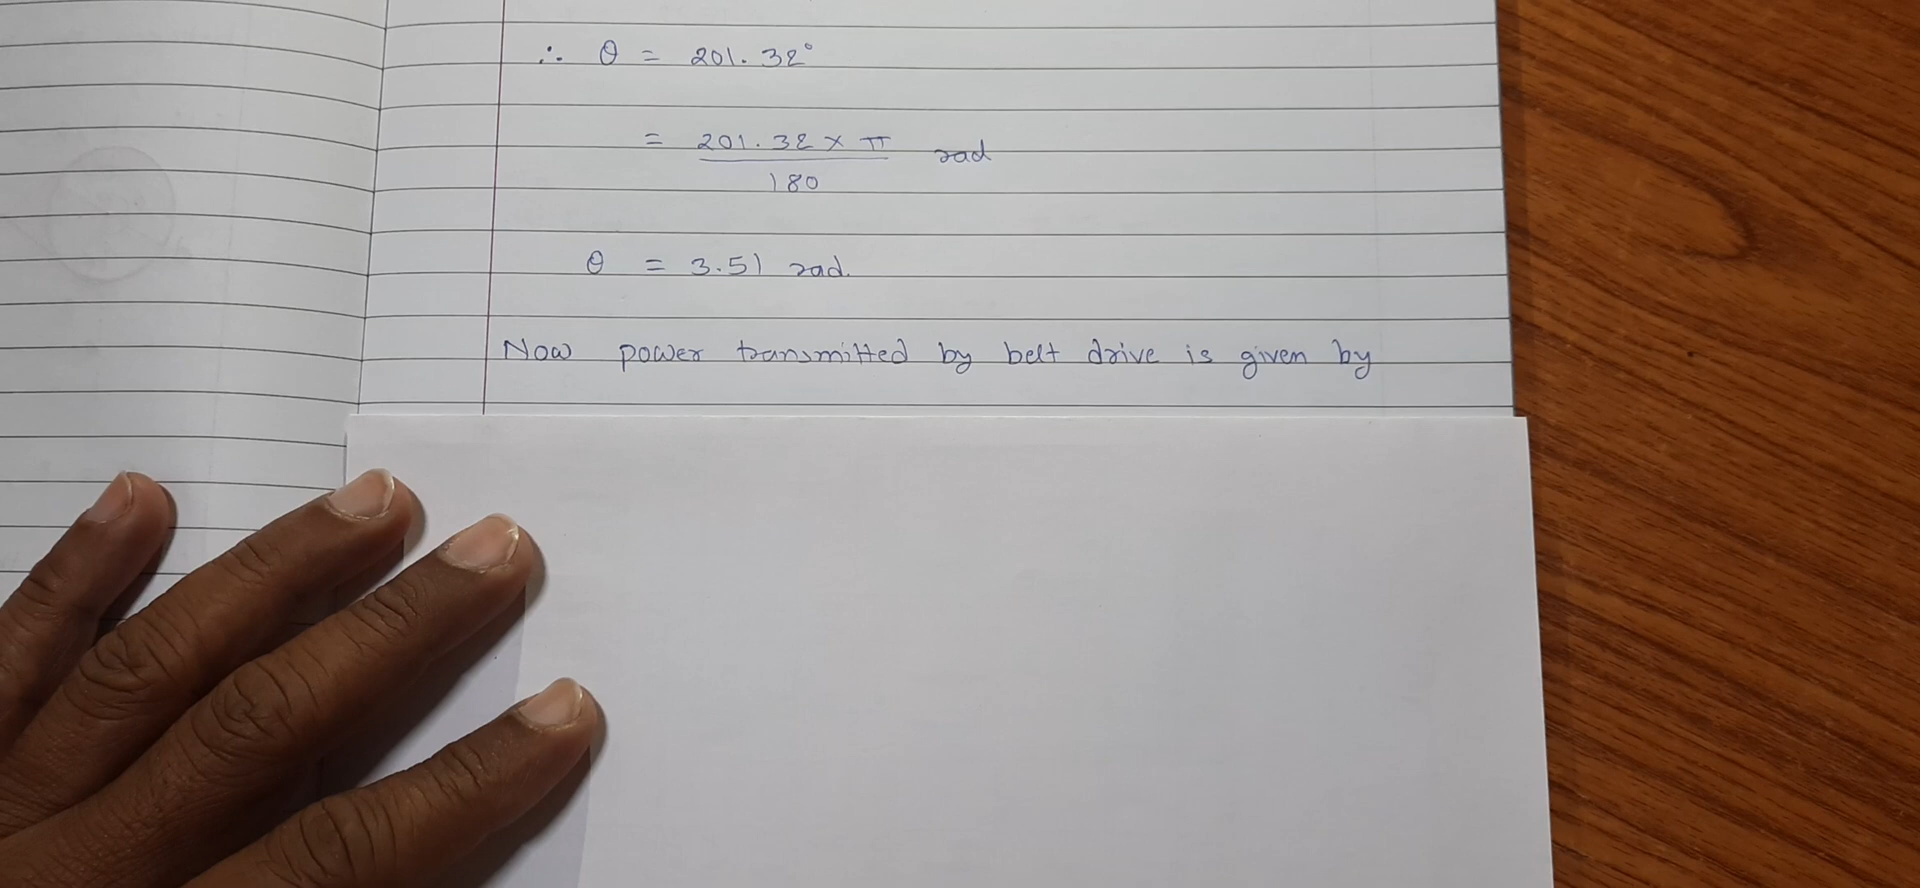 ∴ θ = 201.32°
= 201.32 × π / 180 rad
θ = 3.51 rad.
Now power transmitted by belt drive is given by